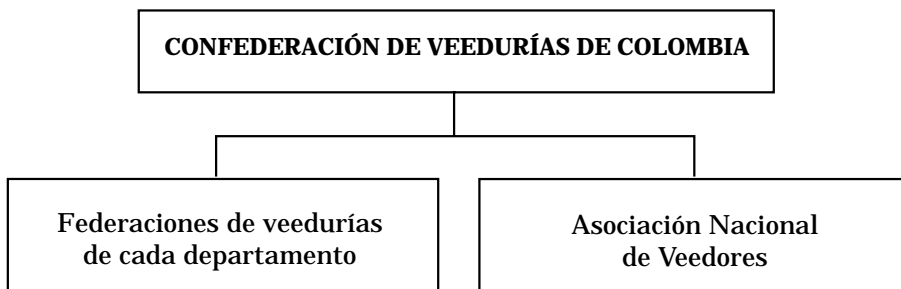 CONFEDERACIÓN DE VEEDURÍAS DE COLOMBIA
Federaciones de veedurías
de cada departamento
Asociación Nacional
de Veedores